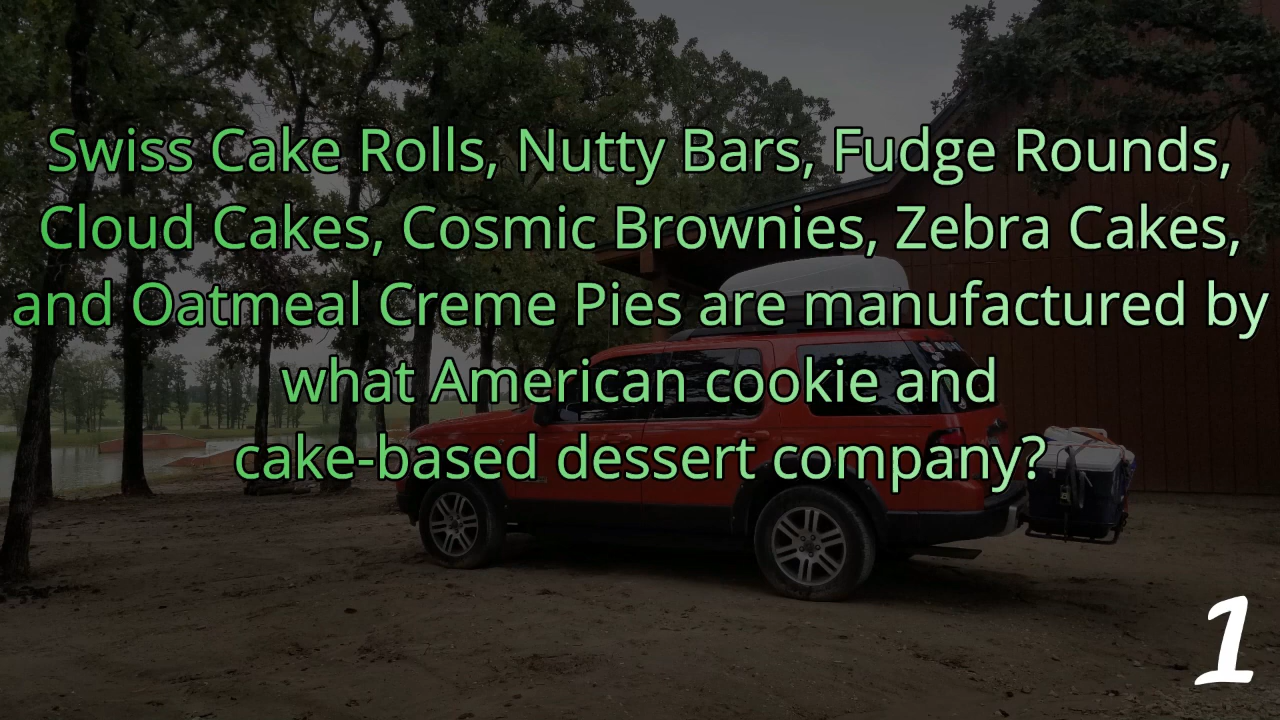 Swiss Cake Rolls, Nutty Bars, Fudge Rounds,
Cloud Cakes, Cosmic Brownies, Zebra Cakes,
and Oatmeal Creme Pies are manufactured by
what American cookie and
cake-based dessert company?
1